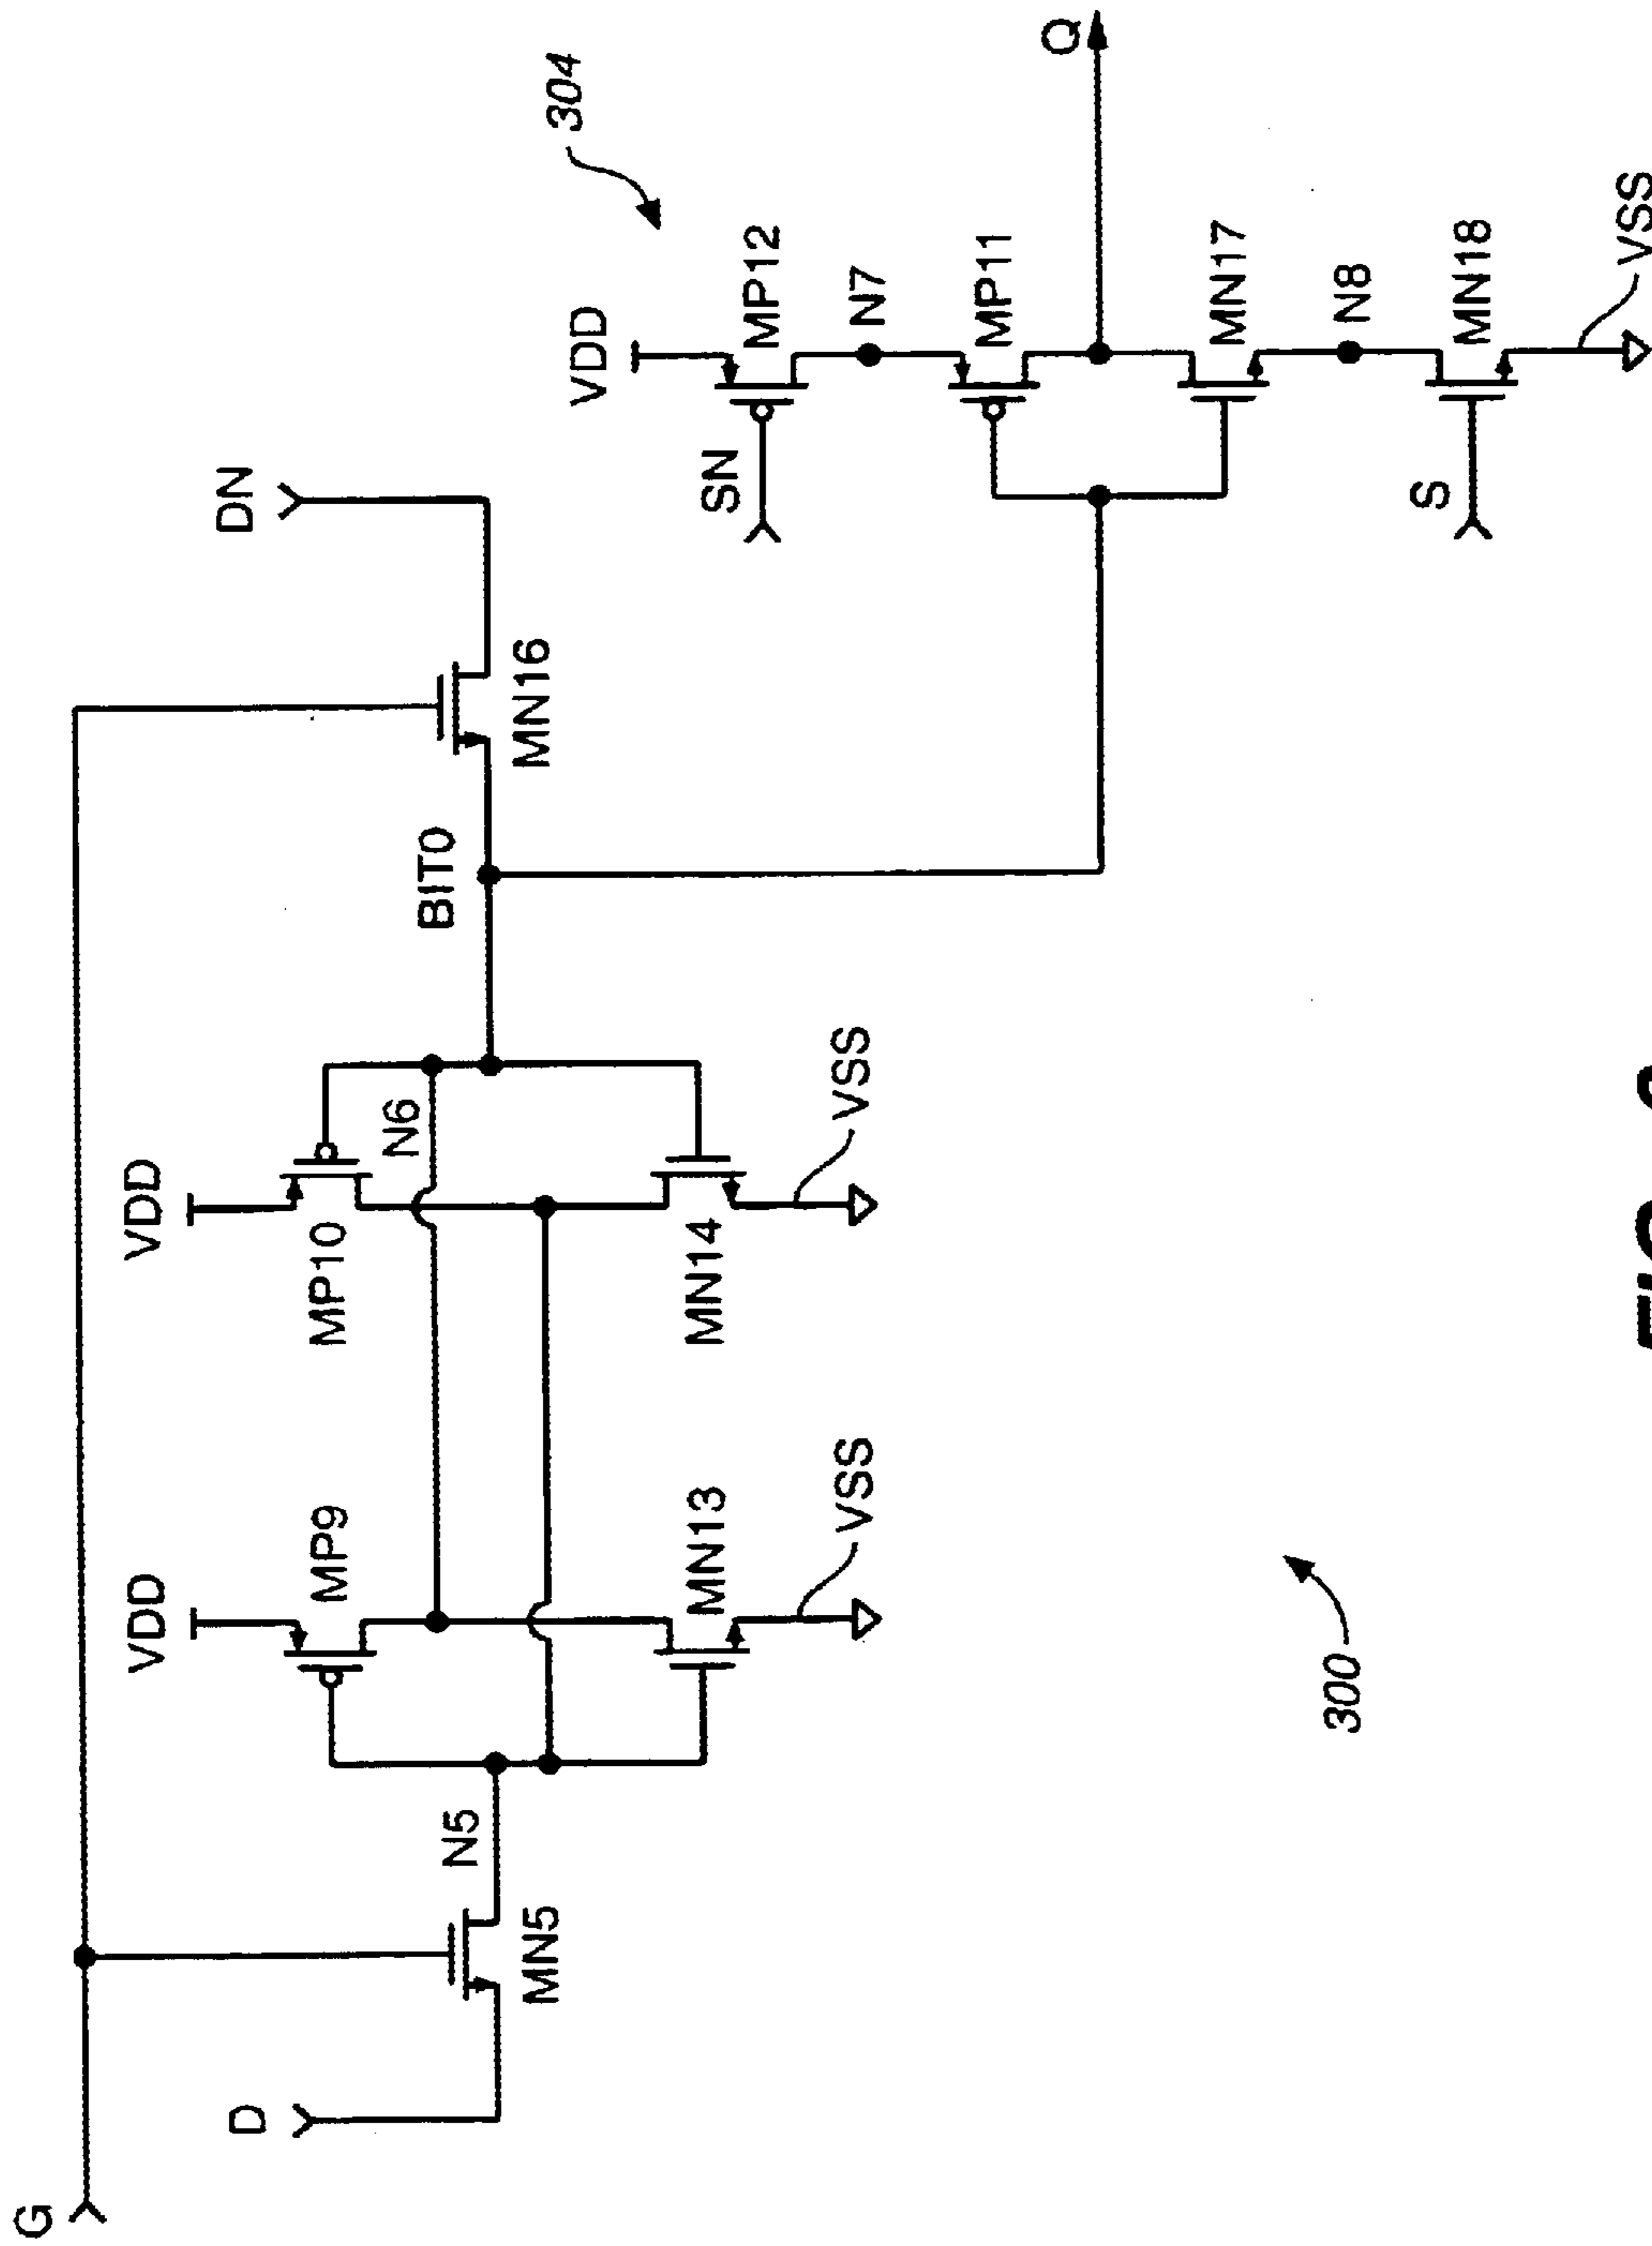 G
D
MN5
N5
VDD
MP9
MN13
VSS
VDD
MP10
N6
MN14
VSS
BIT0
MN16
DN
304
VDD
SN
MP12
N7
MP11
Q
MN17
N8
S
MN18
VSS
300